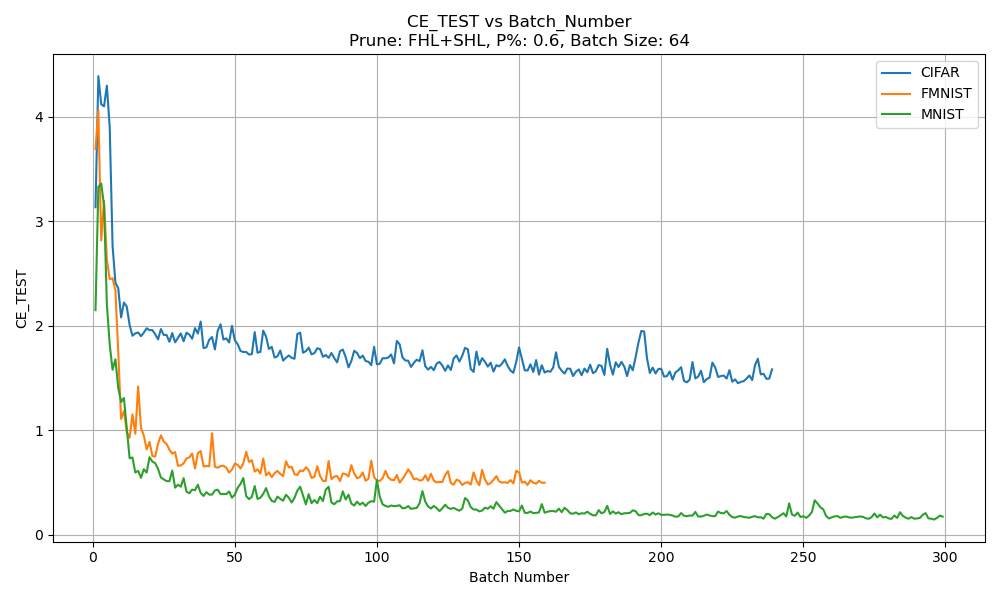 CE_TEST vs Batch_Number
Prune: FHL+SHL, P%: 0.6, Batch Size: 64
CIFAR
FMNIST
MNIST
4
3
2
1
0
CE_TEST
0 50 100 150 200 250 300
Batch Number